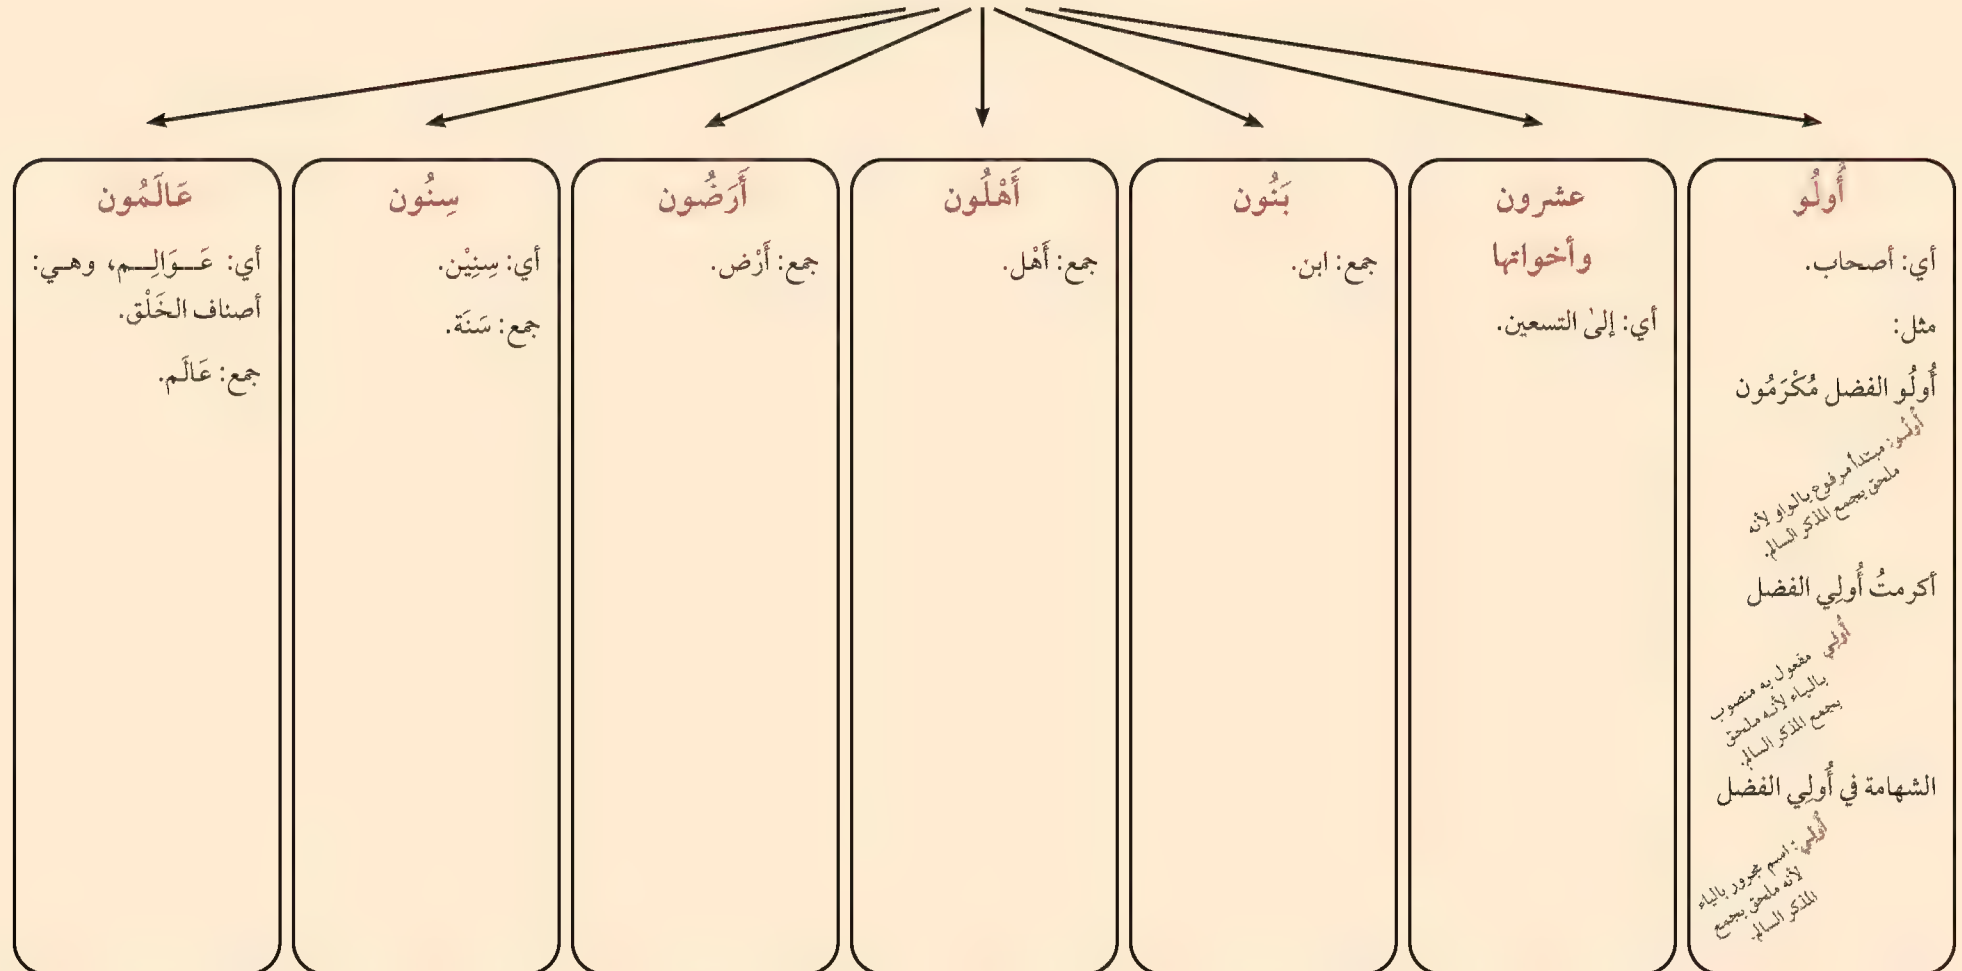 أُولُو
أي: أصحاب.
مثل:
أُولُو الفضل مُكْرَمُون
أُولُو: مبتدأ مرفوع بالواو لأنه
ملحق بجمع المذكر السالم.
أكرمتُ أُولِي الفضل
أُولِي مفعول به منصوب
بالياء لأنه ملحق
بجمع المذكر السالم.
الشهامة في أُولِي الفضل
أُولِي: اسم مجرور بالياء
لأنه ملحق بجمع
المذكر السالم.
عشرون
وأخواتها
أي: إلىٰ التسعين.
بَنُون
جمع: ابن.
أَهْلُون
جمع: أَهْل.
أَرَضُون
جمع: أَرْض.
سِنُون
أي: سِنِيْن.
جمع: سَنَة.
عَالَمُون
أي: عَـوَالِـم، وهي:
أصناف الخَلْق.
جمع: عَالَم.